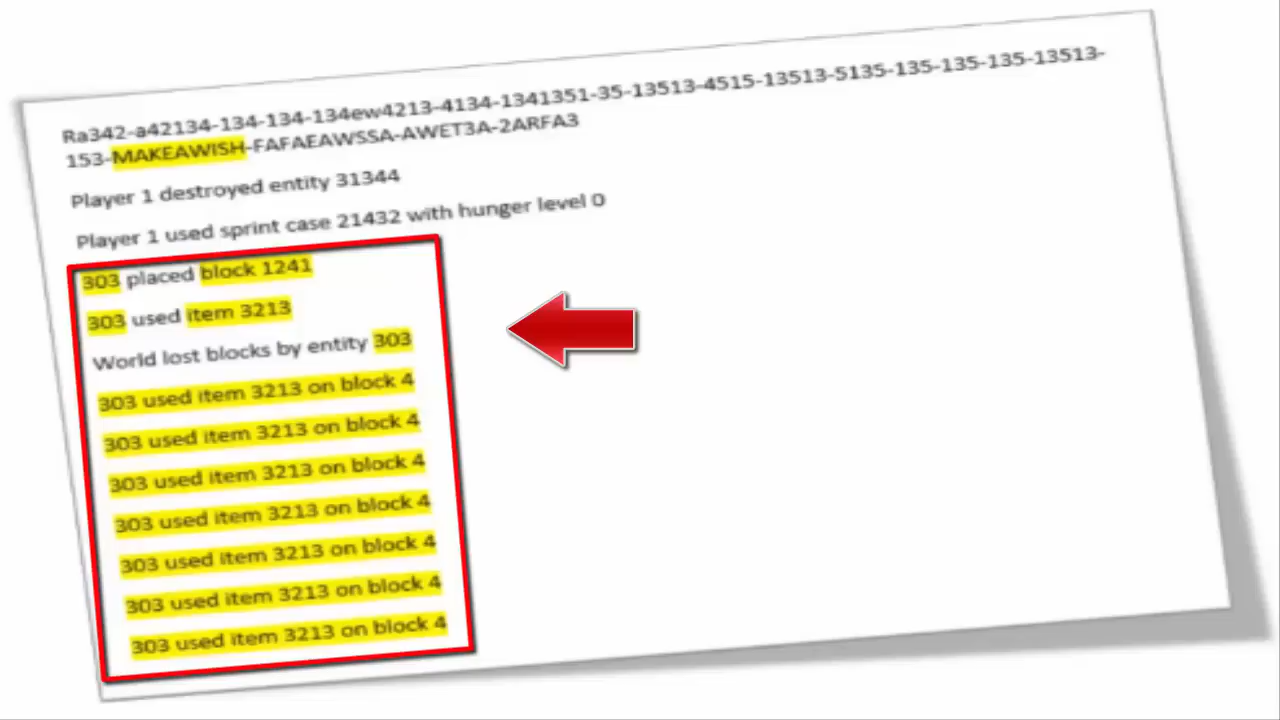 Ra342-a42134-134-134-134ew4213-4134-1341351-35-13513-4515-13513-5135-135-135-135-13513-
153-MAKEAWISH-FAFAEAWSSA-AWET3A-2ARFA3
Player 1 destroyed entity 31344
Player 1 used sprint case 21432 with hunger level 0
303 placed block 1241
303 used item 3213
World lost blocks by entity 303
303 used item 3213 on block 4
303 used item 3213 on block 4
303 used item 3213 on block 4
303 used item 3213 on block 4
303 used item 3213 on block 4
303 used item 3213 on block 4
303 used item 3213 on block 4